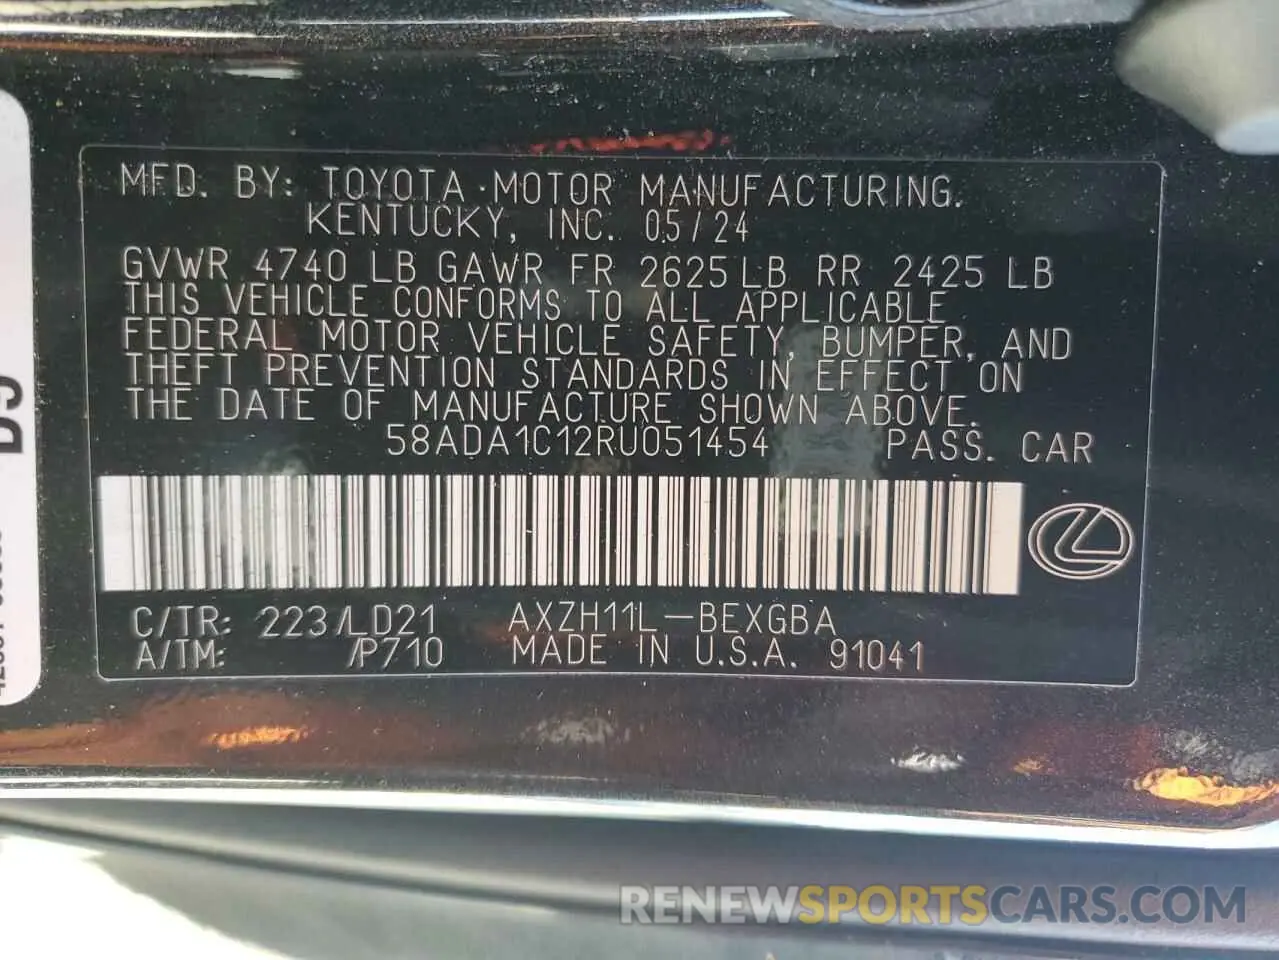 MFD. BY: TOYOTA MOTOR MANUFACTURING.
KENTUCKY, INC. 05/24
GVWR 4740 LB GAWR FR 2625 LB RR 2425 LB
THIS VEHICLE CONFORMS TO ALL APPLICABLE
FEDERAL MOTOR VEHICLE SAFETY, BUMPER, AND
THEFT PREVENTION STANDARDS IN EFFECT ON
THE DATE OF MANUFACTURE SHOWN ABOVE.
58ADA1C12RU051454 PASS. CAR
C/TR: 223/LD21 AXZH11L-BEXGBA
A/TM: /P710 MADE IN U.S.A. 91041
RENEWSPORTSCARS.COM